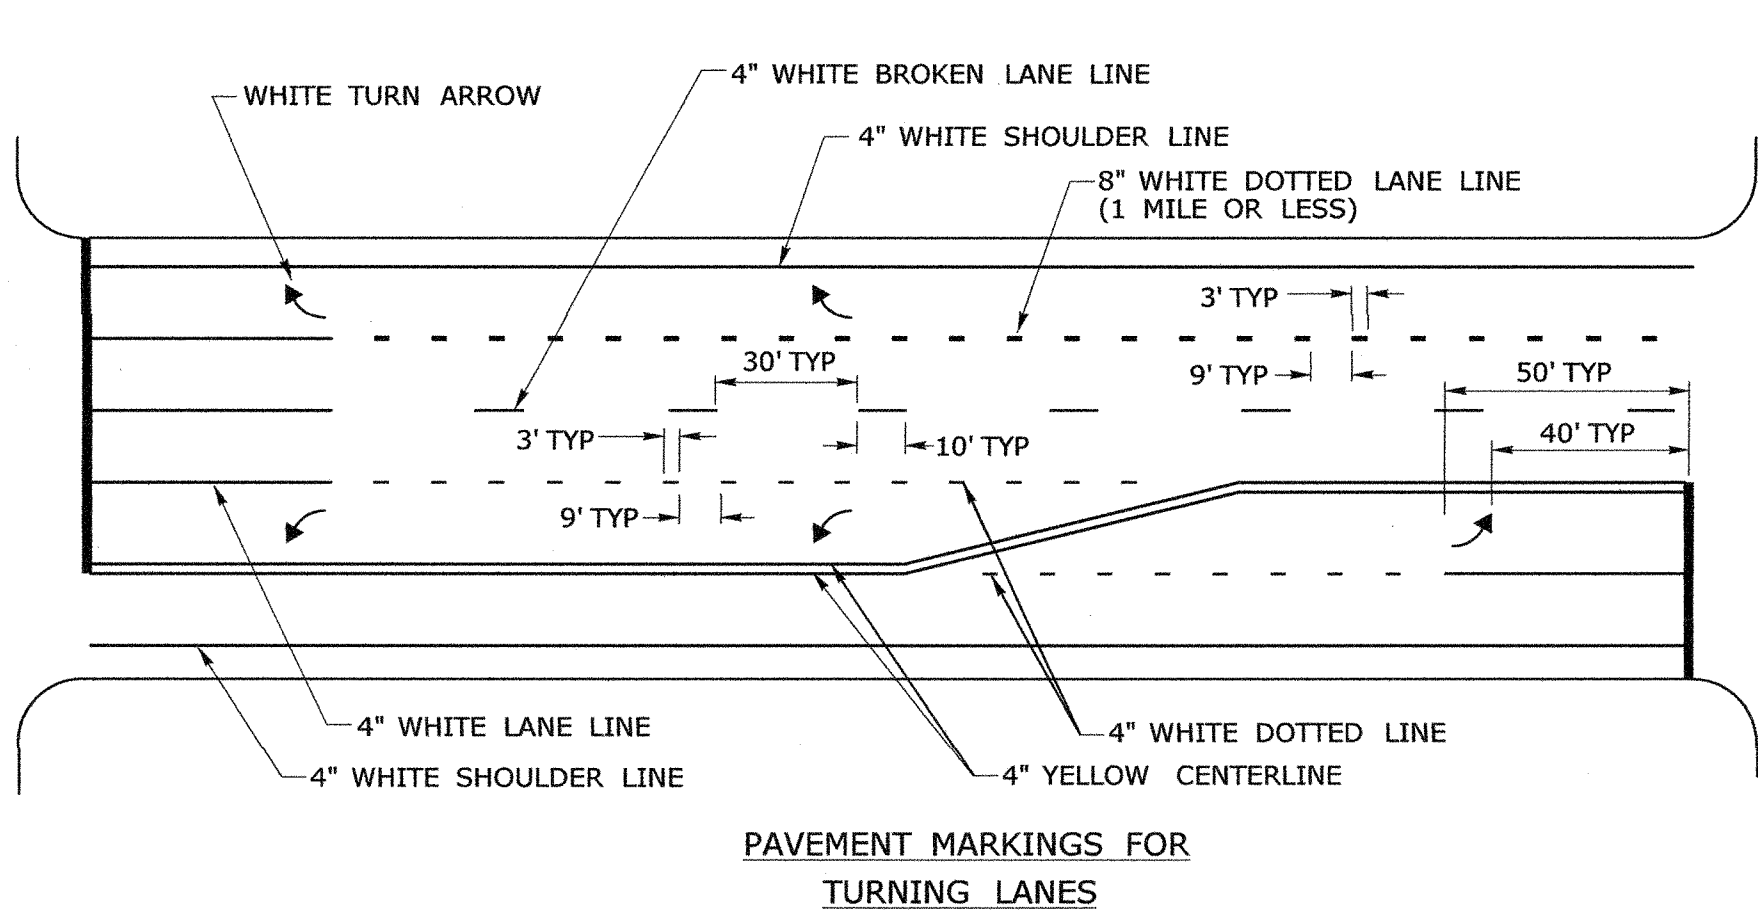 4" WHITE BROKEN LANE LINE
WHITE TURN ARROW
4" WHITE SHOULDER LINE
8" WHITE DOTTED LANE LINE
(1 MILE OR LESS)
3' TYP
30' TYP
9' TYP
50' TYP
3' TYP
10' TYP
40' TYP
9' TYP
4" WHITE LANE LINE
4" WHITE DOTTED LINE
4" WHITE SHOULDER LINE
4" YELLOW CENTERLINE
PAVEMENT MARKINGS FOR
TURNING LANES